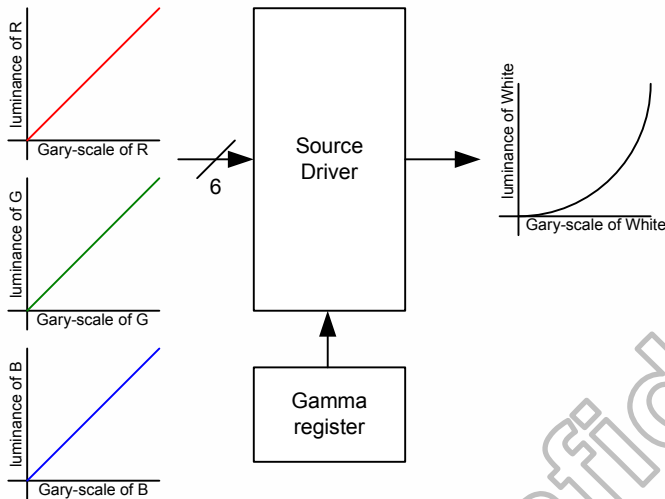 luminance of R
Gary-scale of R
luminance of G
Gary-scale of G
luminance of B
Gary-scale of B
6
Source
Driver
Gamma
register
luminance of White
Gary-scale of White